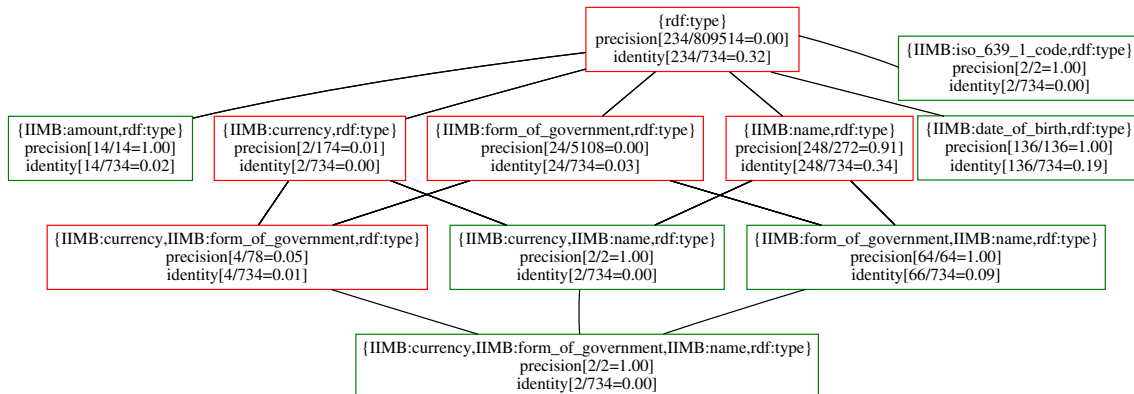 {rdf:type}
precision[234/809514=0.00]
identity[234/734=0.32]
{IIMB:iso_639_1_code,rdf:type}
precision[2/2=1.00]
identity[2/734=0.00]
{IIMB:amount,rdf:type}
precision[14/14=1.00]
identity[14/734=0.02]
{IIMB:currency,rdf:type}
precision[2/174=0.01]
identity[2/734=0.00]
{IIMB:form_of_government,rdf:type}
precision[24/5108=0.00]
identity[24/734=0.03]
{IIMB:name,rdf:type}
precision[248/272=0.91]
identity[248/734=0.34]
{IIMB:date_of_birth,rdf:type}
precision[136/136=1.00]
identity[136/734=0.19]
{IIMB:currency,IIMB:form_of_government,rdf:type}
precision[4/78=0.05]
identity[4/734=0.01]
{IIMB:currency,IIMB:name,rdf:type}
precision[2/2=1.00]
identity[2/734=0.00]
{IIMB:form_of_government,IIMB:name,rdf:type}
precision[64/64=1.00]
identity[66/734=0.09]
{IIMB:currency,IIMB:form_of_government,IIMB:name,rdf:type}
precision[2/2=1.00]
identity[2/734=0.00]